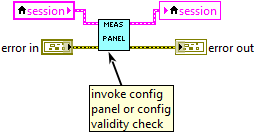 session
MEAS
PANEL
session
error in
error out
invoke config
panel or config
validity check